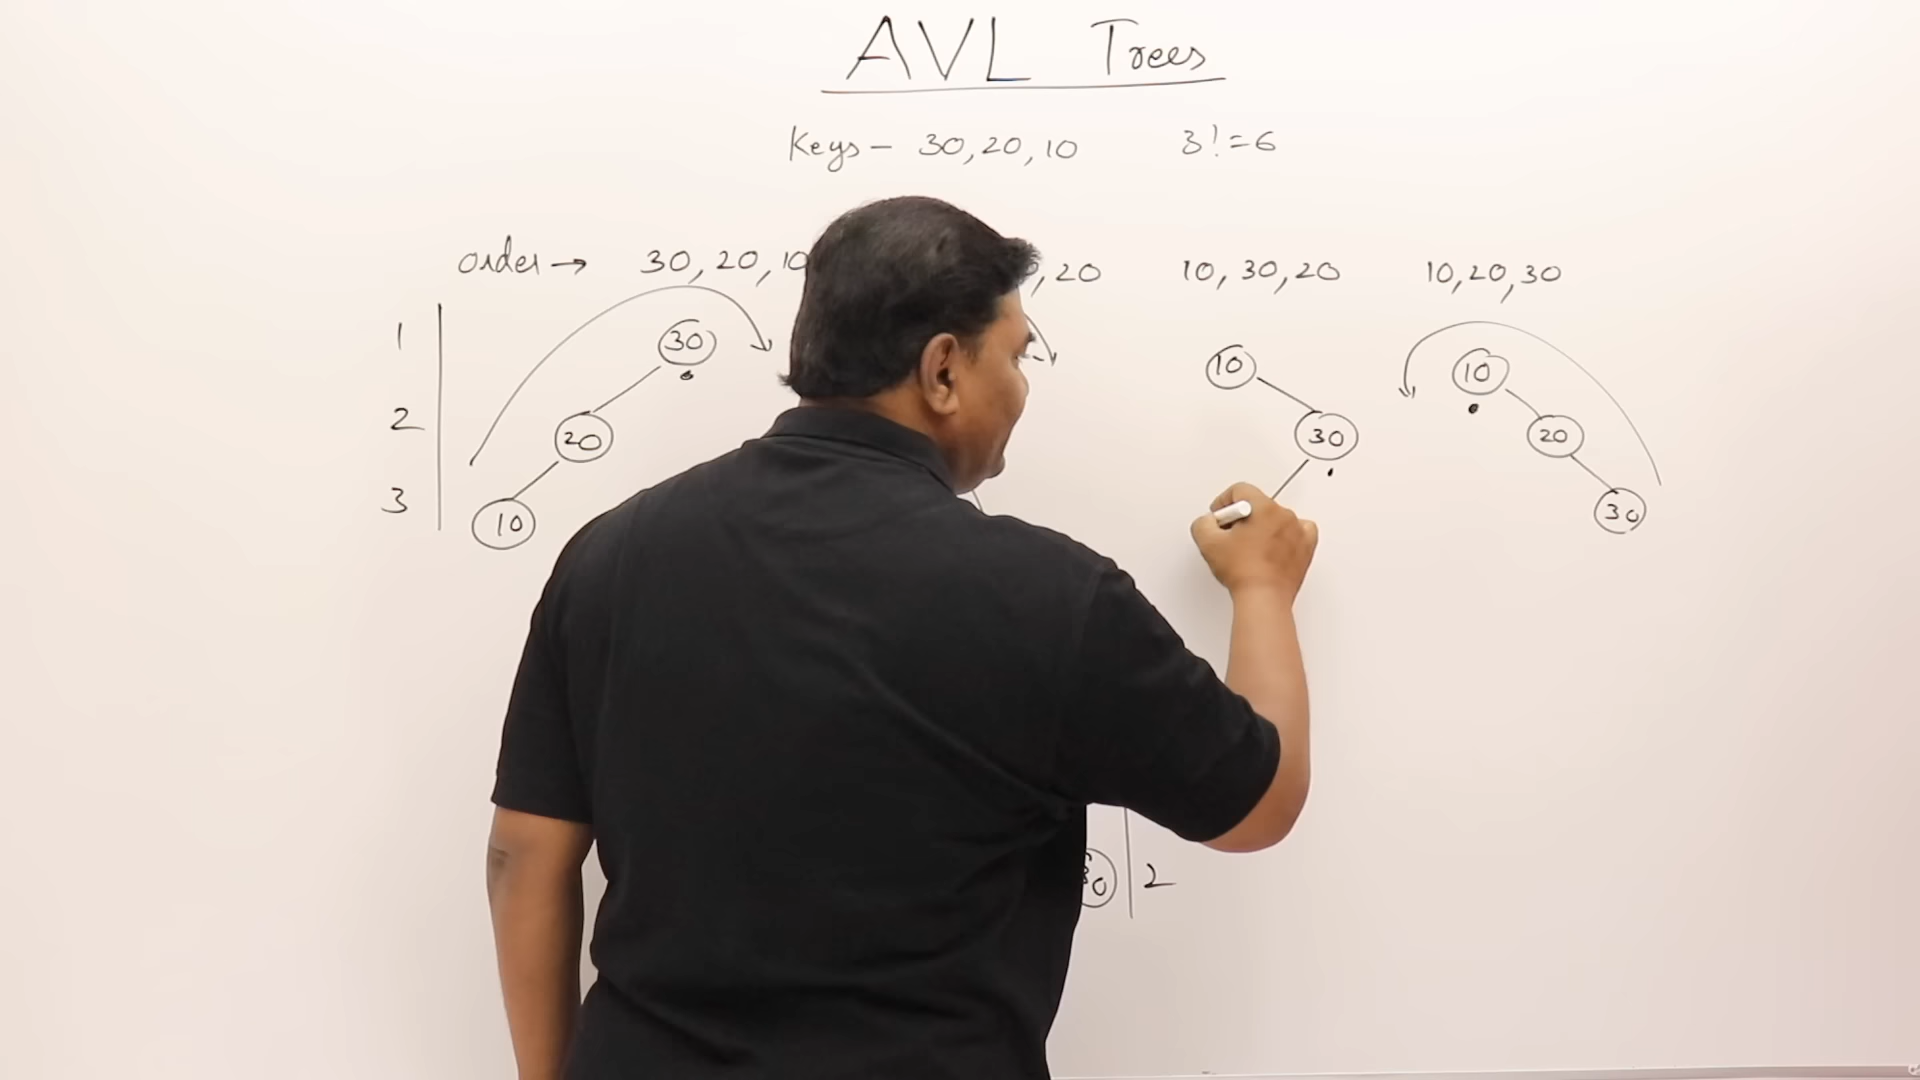 AVL Trees
Keys - 30, 20, 10 3! = 6
order → 30, 20, 10 , 20 10, 30, 20 10, 20, 30
1 30 10 10
2 20 30 20
3 10 30
2